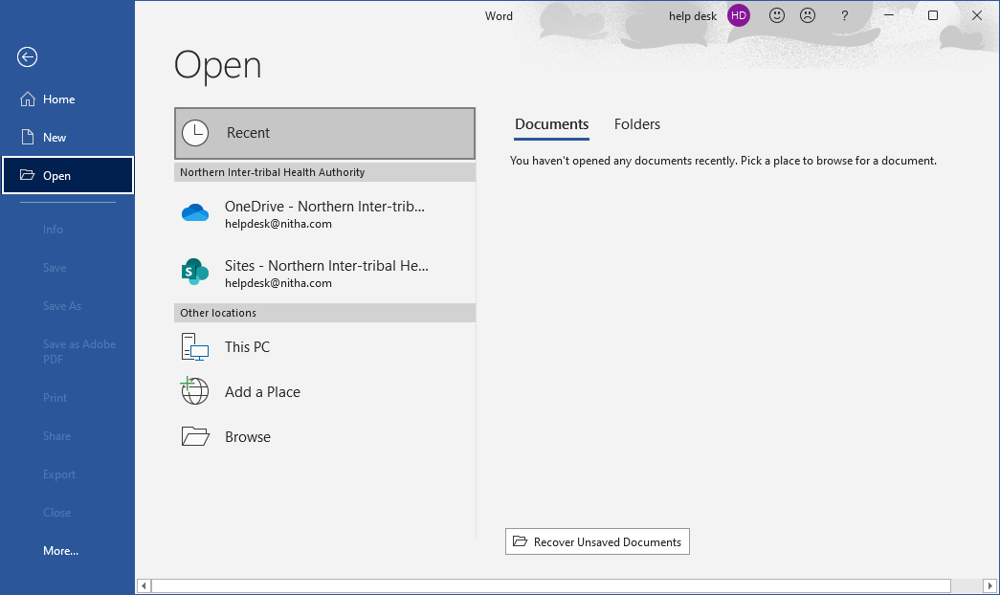 Word
help desk
HD
?
Home
New
Open
Info
Save
Save As
Save as Adobe
PDF
Print
Share
Export
Close
More...
Open
Recent
Northern Inter-tribal Health Authority
OneDrive - Northern Inter-trib...
helpdesk@nitha.com
S
Sites - Northern Inter-tribal He...
helpdesk@nitha.com
Other locations
This PC
Add a Place
Browse
Documents
Folders
You haven't opened any documents recently. Pick a place to browse for a document.
Recover Unsaved Documents